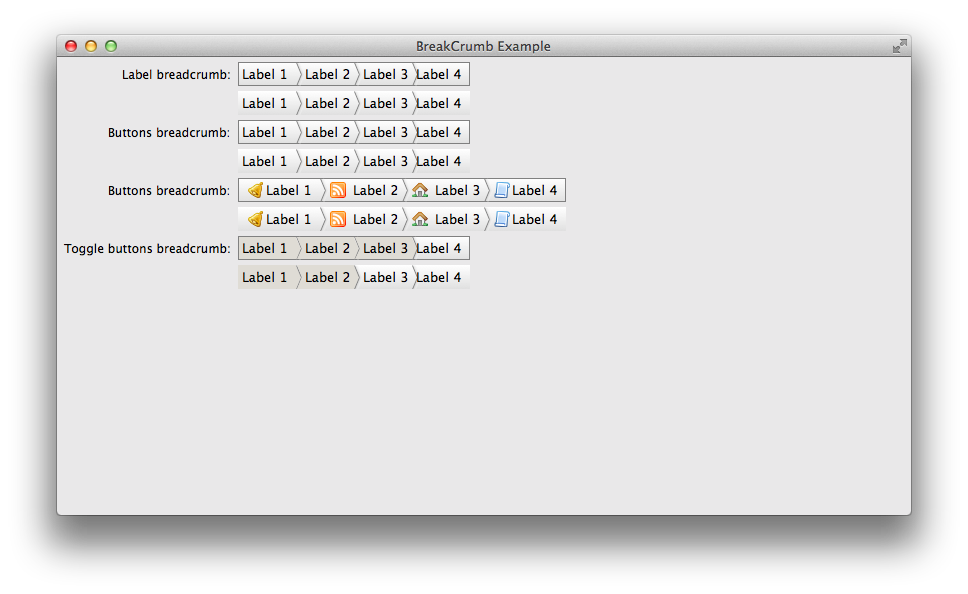 BreakCrumb Example
Label breadcrumb: Label 1 Label 2 Label 3 Label 4
Label 1 Label 2 Label 3 Label 4
Buttons breadcrumb: Label 1 Label 2 Label 3 Label 4
Label 1 Label 2 Label 3 Label 4
Buttons breadcrumb: Label 1 Label 2 Label 3 Label 4
Label 1 Label 2 Label 3 Label 4
Toggle buttons breadcrumb: Label 1 Label 2 Label 3 Label 4
Label 1 Label 2 Label 3 Label 4